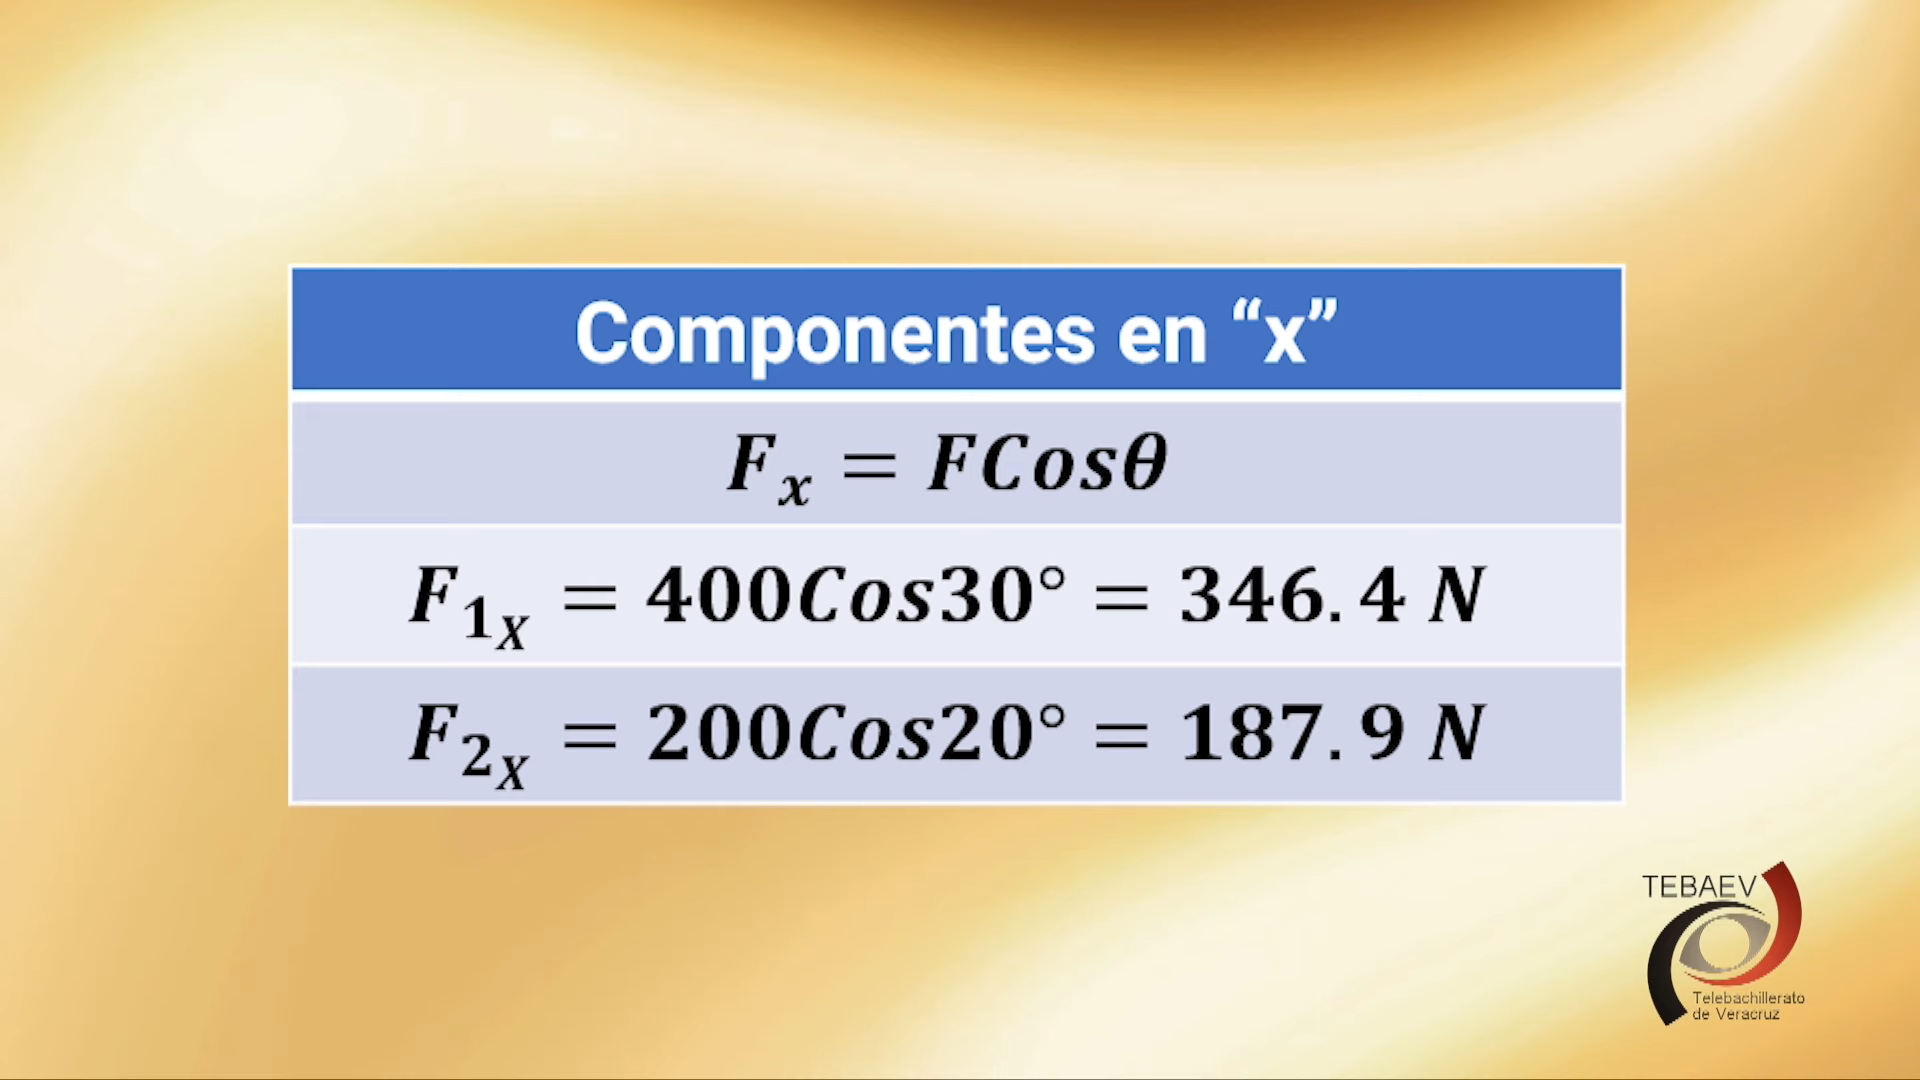 Componentes en “x”
Fₓ = FCosθ
F₁ₓ = 400Cos30° = 346.4 N
F₂ₓ = 200Cos20° = 187.9 N
TEBAEV
Telebachillerato
de Veracruz